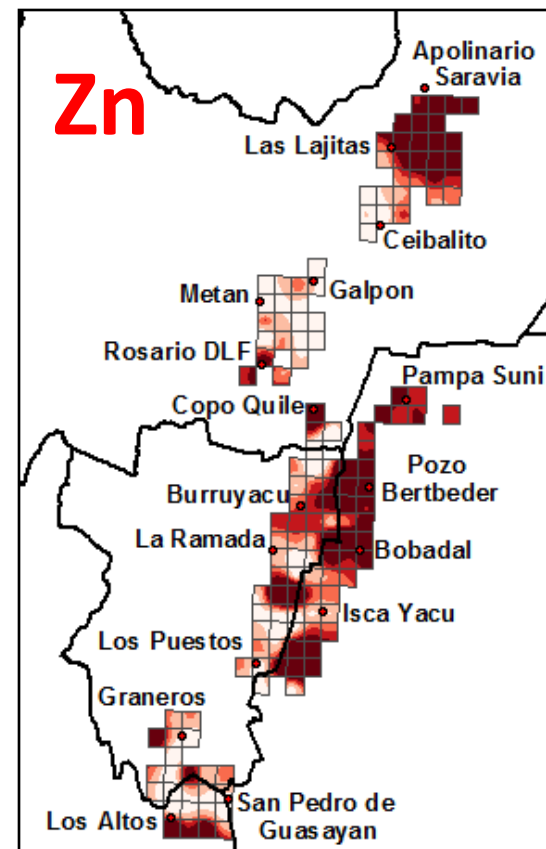 Zn
Apolinario
Saravia
Las Lajitas
Ceibalito
Metan
Galpon
Rosario DLF
Pampa Suni
Copo Quile
Pozo
Bertbeder
Burruyacu
La Ramada
Bobadal
Isca Yacu
Los Puestos
Graneros
San Pedro de
Guasayan
Los Altos